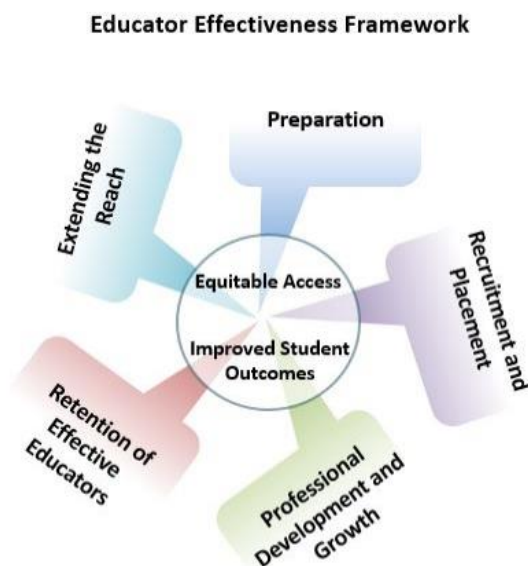 Educator Effectiveness Framework
Preparation
Recruitment and
Placement
Professional
Development and
Growth
Retention of
Effective
Educators
Extending the
Reach
Equitable Access
Improved Student
Outcomes